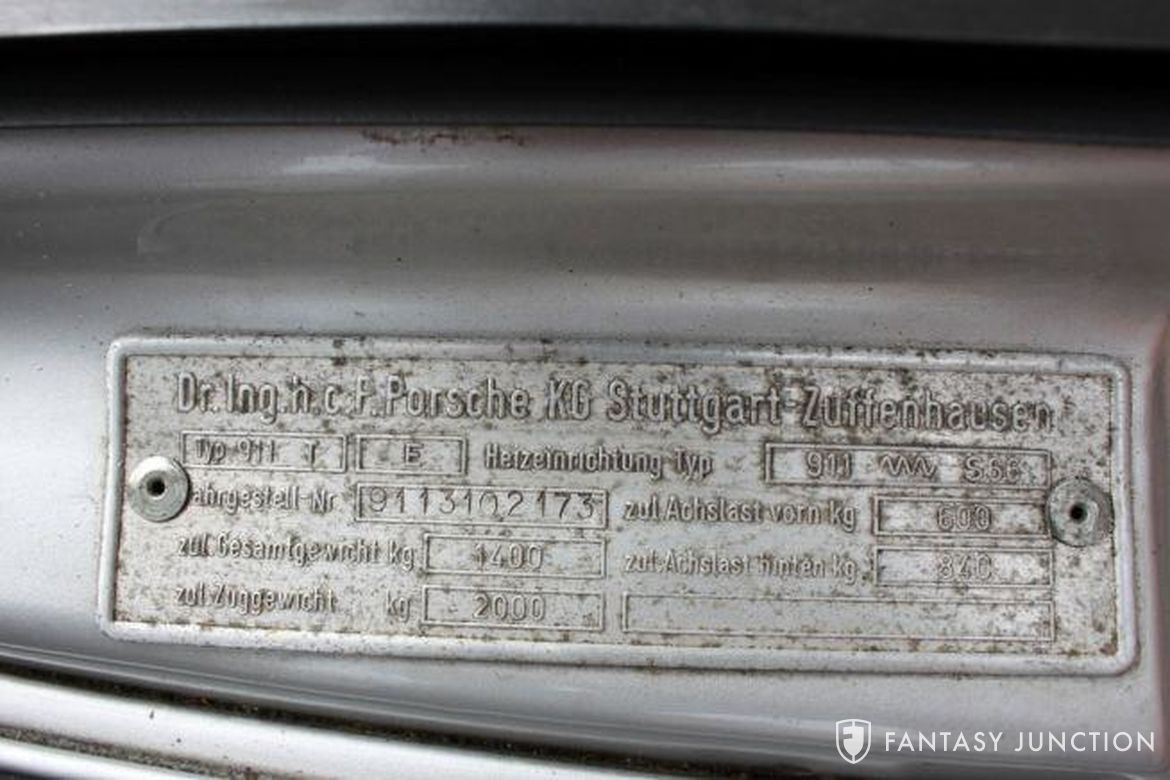 Dr.Ing.h.c.F.Porsche KG Stuttgart-Zuffenhausen
Typ 911 T E Heizeinrichtung Typ 911 S68
ahrgestell-Nr 9113102173 zul.Achslast vorn kg 600
zul.Gesamtgewicht kg 1400 zul.Achslast hinten kg 840
zul.Zuggewicht kg 2000
FANTASY JUNCTION